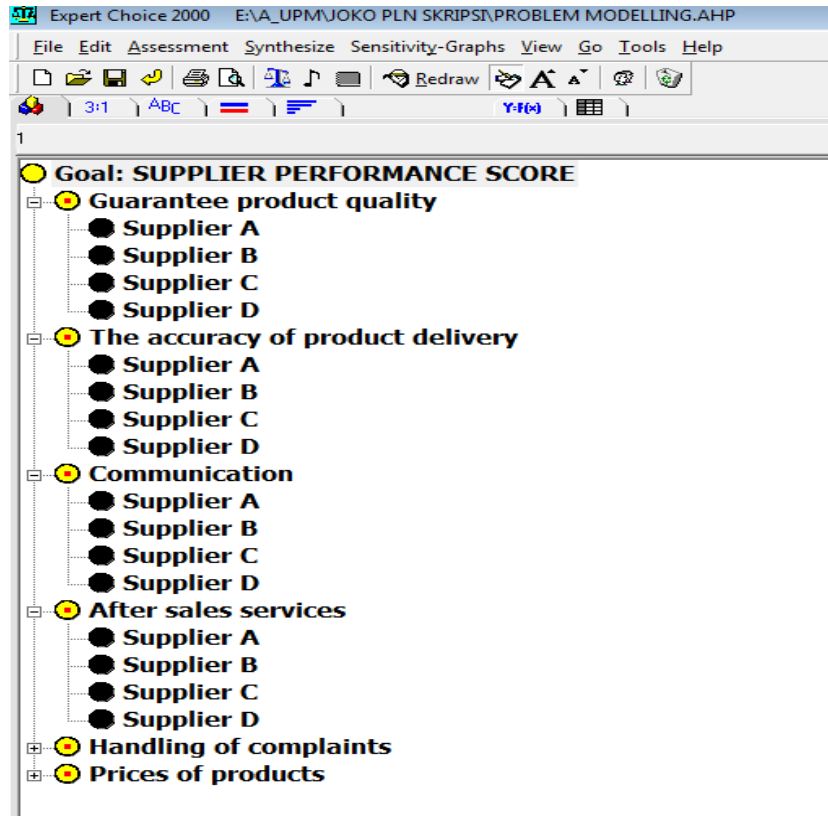 Expert Choice 2000 E:\A_UPM\JOKO PLN SKRIPSI\PROBLEM MODELLING.AHP
File Edit Assessment Synthesize Sensitivity-Graphs View Go Tools Help
Redraw A A
3:1 ABC Y=F(x)
1
Goal: SUPPLIER PERFORMANCE SCORE
Guarantee product quality
Supplier A
Supplier B
Supplier C
Supplier D
The accuracy of product delivery
Supplier A
Supplier B
Supplier C
Supplier D
Communication
Supplier A
Supplier B
Supplier C
Supplier D
After sales services
Supplier A
Supplier B
Supplier C
Supplier D
Handling of complaints
Prices of products